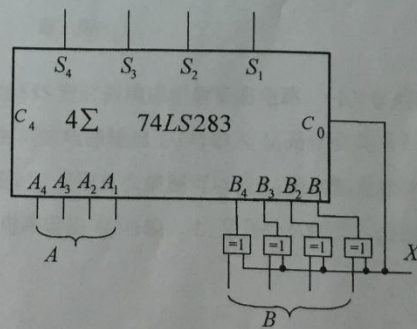 S₄ S₃ S₂ S₁
C₄ 4Σ 74LS283 C₀
A₄ A₃ A₂ A₁ B₄ B₃ B₂ B₁
=1 =1 =1 =1
A
X
B